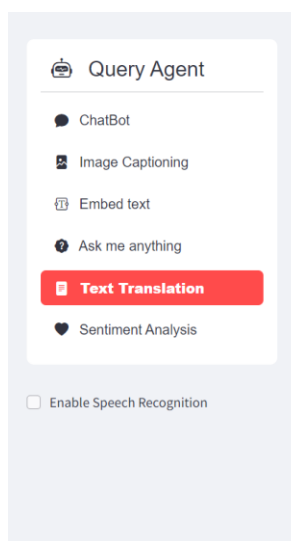 Query Agent
ChatBot
Image Captioning
Embed text
Ask me anything
Text Translation
Sentiment Analysis
Enable Speech Recognition